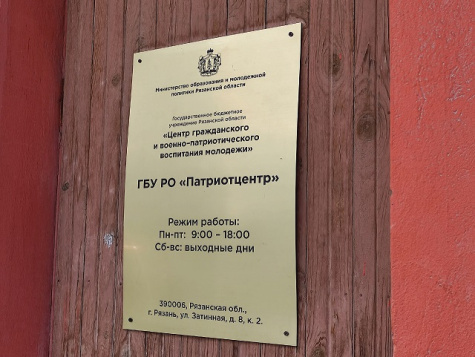 Министерство образования и молодежной
политики Рязанской области
Государственное бюджетное
учреждение Рязанской области
«Центр гражданского
и военно-патриотического
воспитания молодежи»
ГБУ РО «Патриотцентр»
Режим работы:
Пн-пт: 9:00 - 18:00
Сб-вс: выходные дни
390006, Рязанская обл.,
г. Рязань, ул. Затинная, д. 8, к. 2.